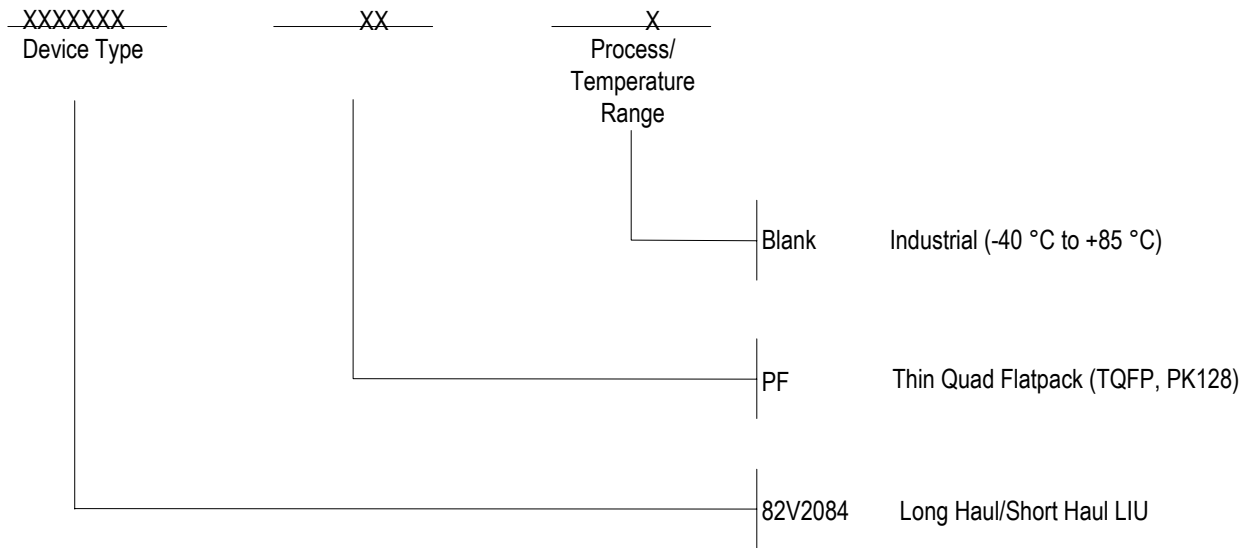 XXXXXXX XX X
Device Type Process/
Temperature
Range
Blank Industrial (-40 °C to +85 °C)
PF Thin Quad Flatpack (TQFP, PK128)
82V2084 Long Haul/Short Haul LIU